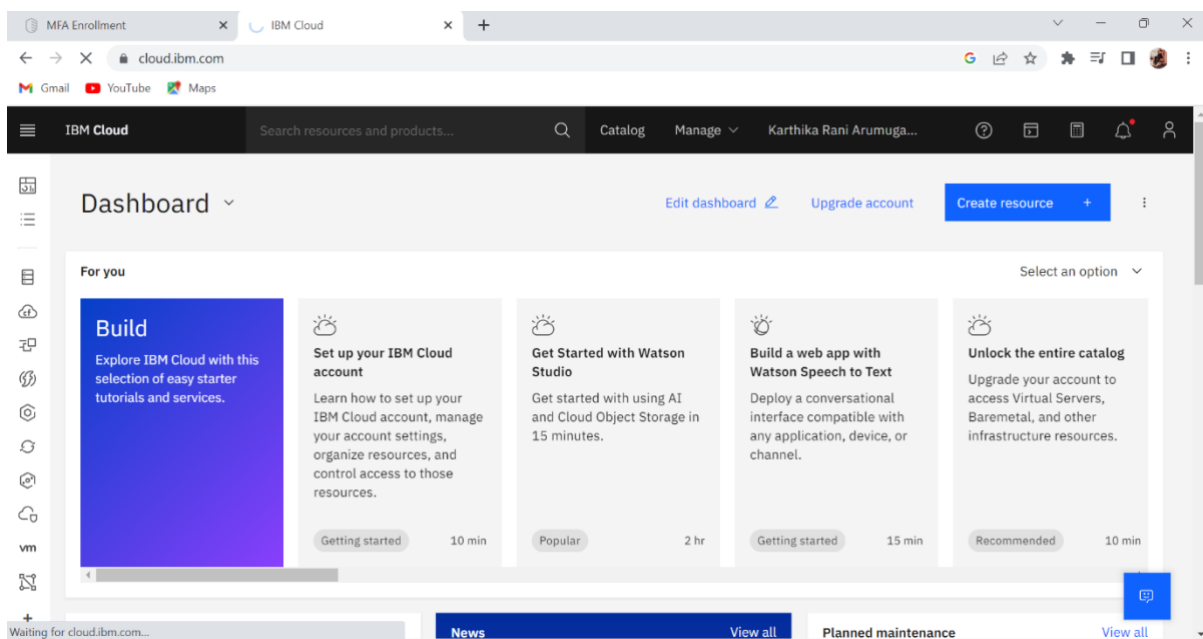 MFA Enrollment
IBM Cloud
cloud.ibm.com
Gmail YouTube Maps
IBM Cloud Search resources and products... Catalog Manage Karthika Rani Arumuga...
Dashboard Edit dashboard Upgrade account Create resource +
For you Select an option
Build
Explore IBM Cloud with this
selection of easy starter
tutorials and services.
Set up your IBM Cloud
account
Learn how to set up your
IBM Cloud account, manage
your account settings,
organize resources, and
control access to those
resources.
Getting started 10 min
Get Started with Watson
Studio
Get started with using AI
and Cloud Object Storage in
15 minutes.
Popular 2 hr
Build a web app with
Watson Speech to Text
Deploy a conversational
interface compatible with
any application, device, or
channel.
Getting started 15 min
Unlock the entire catalog
Upgrade your account to
access Virtual Servers,
Baremetal, and other
infrastructure resources.
Recommended 10 min
vm
Waiting for cloud.ibm.com...
News View all
Planned maintenance View all